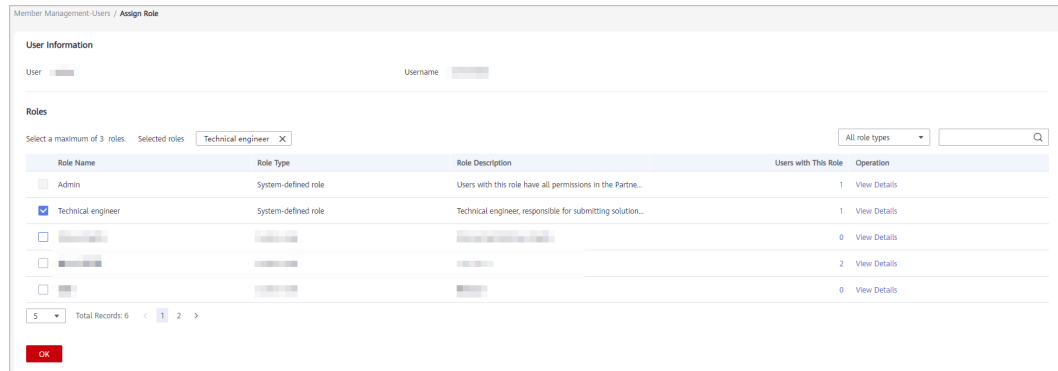 Member Management-Users / Assign Role
User Information
User
Username
Roles
Select a maximum of 3 roles. Selected roles Technical engineer X All role types
Role Name Role Type Role Description Users with This Role Operation
Admin System-defined role Users with this role have all permissions in the Partne... 1 View Details
Technical engineer System-defined role Technical engineer, responsible for submitting solution... 1 View Details
0 View Details
2 View Details
0 View Details
5 Total Records: 6 < 1 2 >
OK